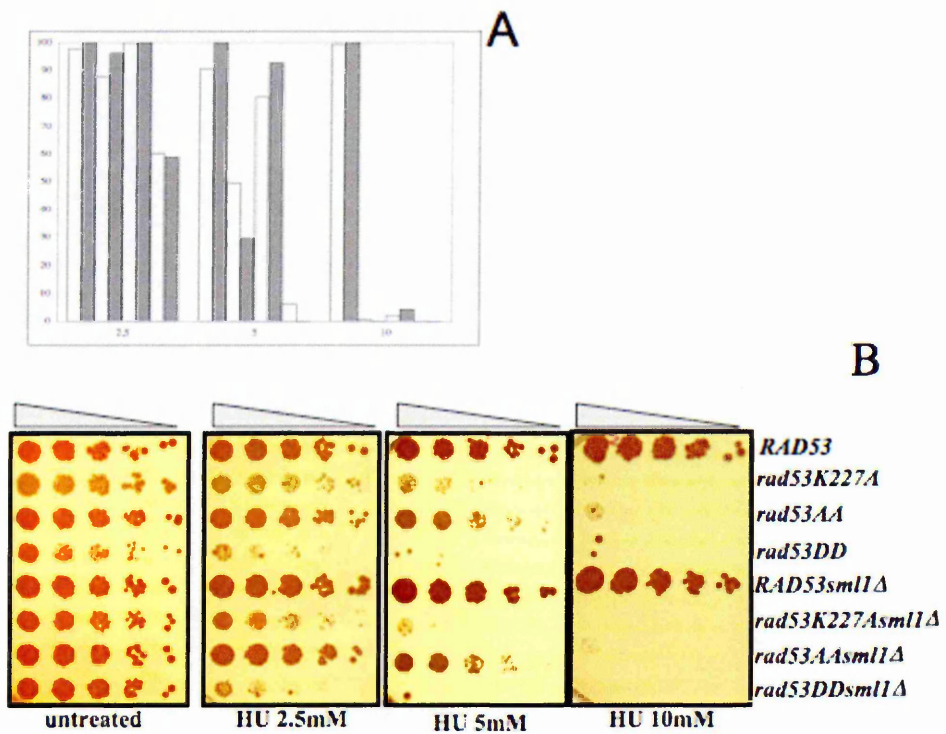 A
100
90
80
70
60
50
40
30
20
10
0
2,5
5
10
B
RAD53
rad53K227A
rad53AA
rad53DD
RAD53sml1Δ
rad53K227Asml1Δ
rad53AAsml1Δ
rad53DDsml1Δ
untreated
HU 2.5mM
HU 5mM
HU 10mM